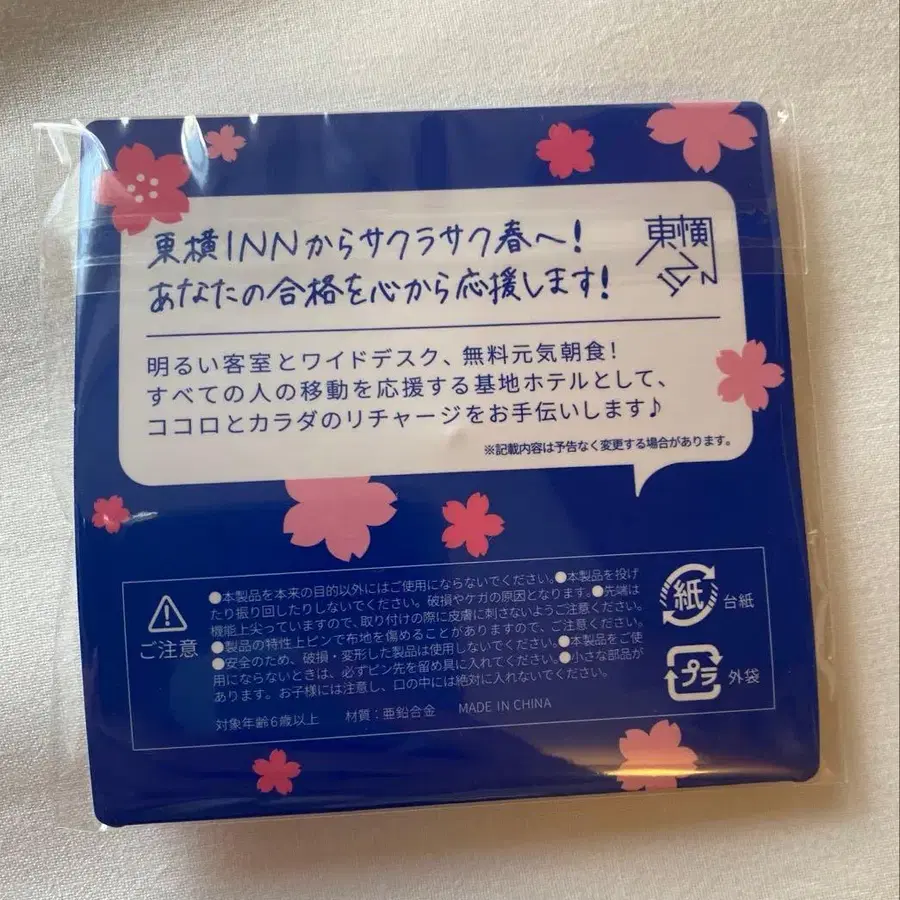 東横INNからサクラサク春へ!
あなたの合格を心から応援します!
東横
INN
明るい客室とワイドデスク、無料元気朝食!
すべての人の移動を応援する基地ホテルとして、
ココロとカラダのリチャージをお手伝いします♪
※記載内容は予告なく変更する場合があります。
ご注意
●本製品を本来の目的以外にはご使用にならないでください。●本製品を投げ
たり振り回したりしないでください。破損やケガの原因となります。●先端は
機能上尖っていますので、取り付けの際に皮膚に刺さないようご注意ください。
●製品の特性上ピンで布地を傷めることがありますので、ご注意ください。
●安全のため、破損・変形した製品は使用しないでください。●本製品をご使
用にならないときは、必ずピン先を留め具に入れてください。●小さな部品が
あります。お子様には注意し、口の中には絶対に入れないでください。
対象年齢6歳以上 材質:亜鉛合金 MADE IN CHINA
紙 台紙
プラ 外袋